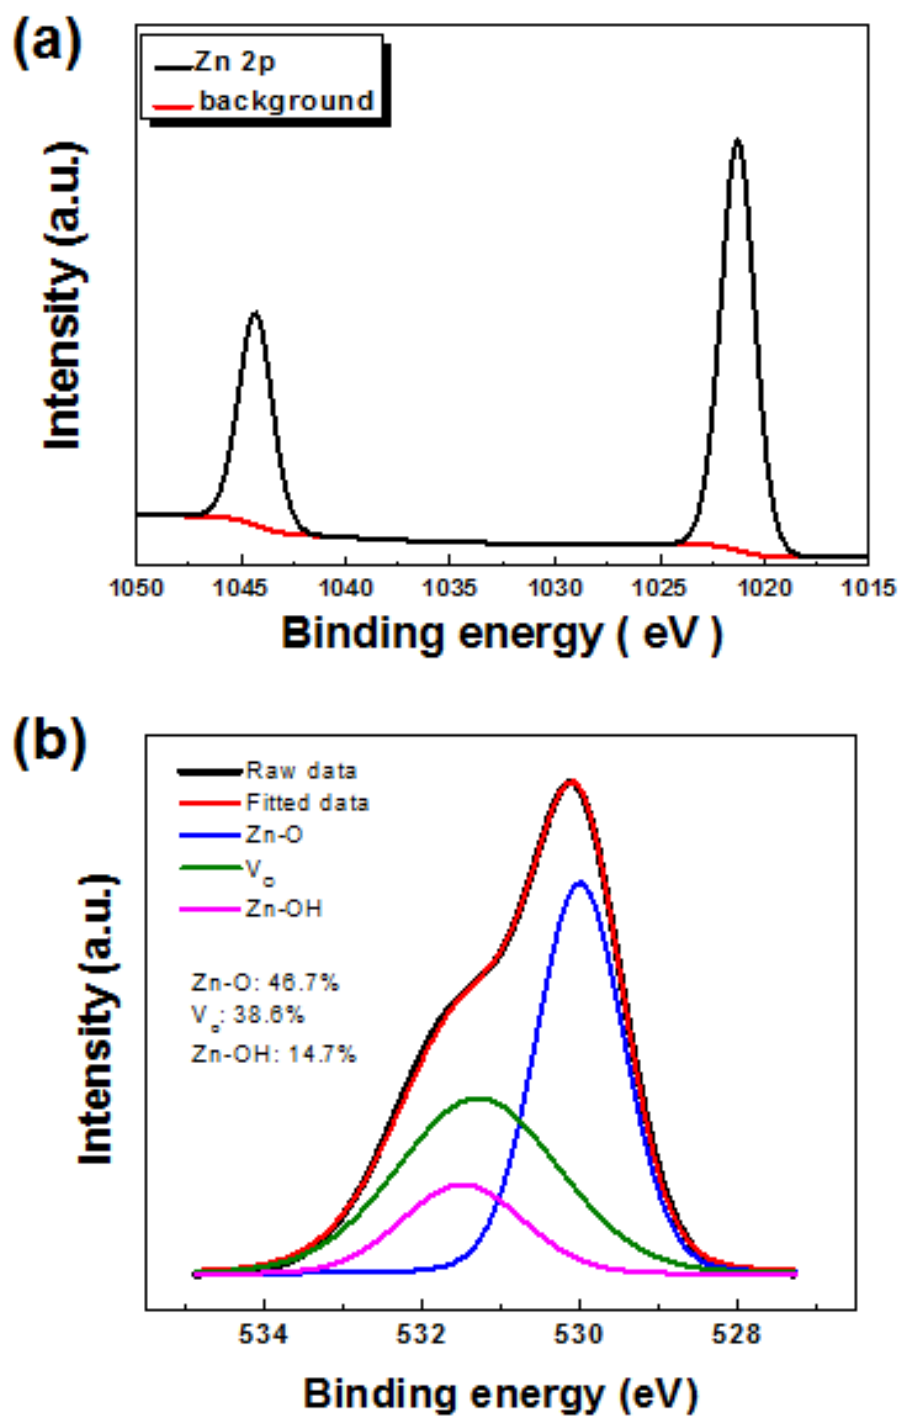 (a)
Zn 2p
background
Intensity (a.u.)
1050 1045 1040 1035 1030 1025 1020 1015
Binding energy ( eV )
(b)
Raw data
Fitted data
Zn-O
Vo
Zn-OH
Zn-O: 46.7%
Vo: 38.6%
Zn-OH: 14.7%
Intensity (a.u.)
534 532 530 528
Binding energy (eV)